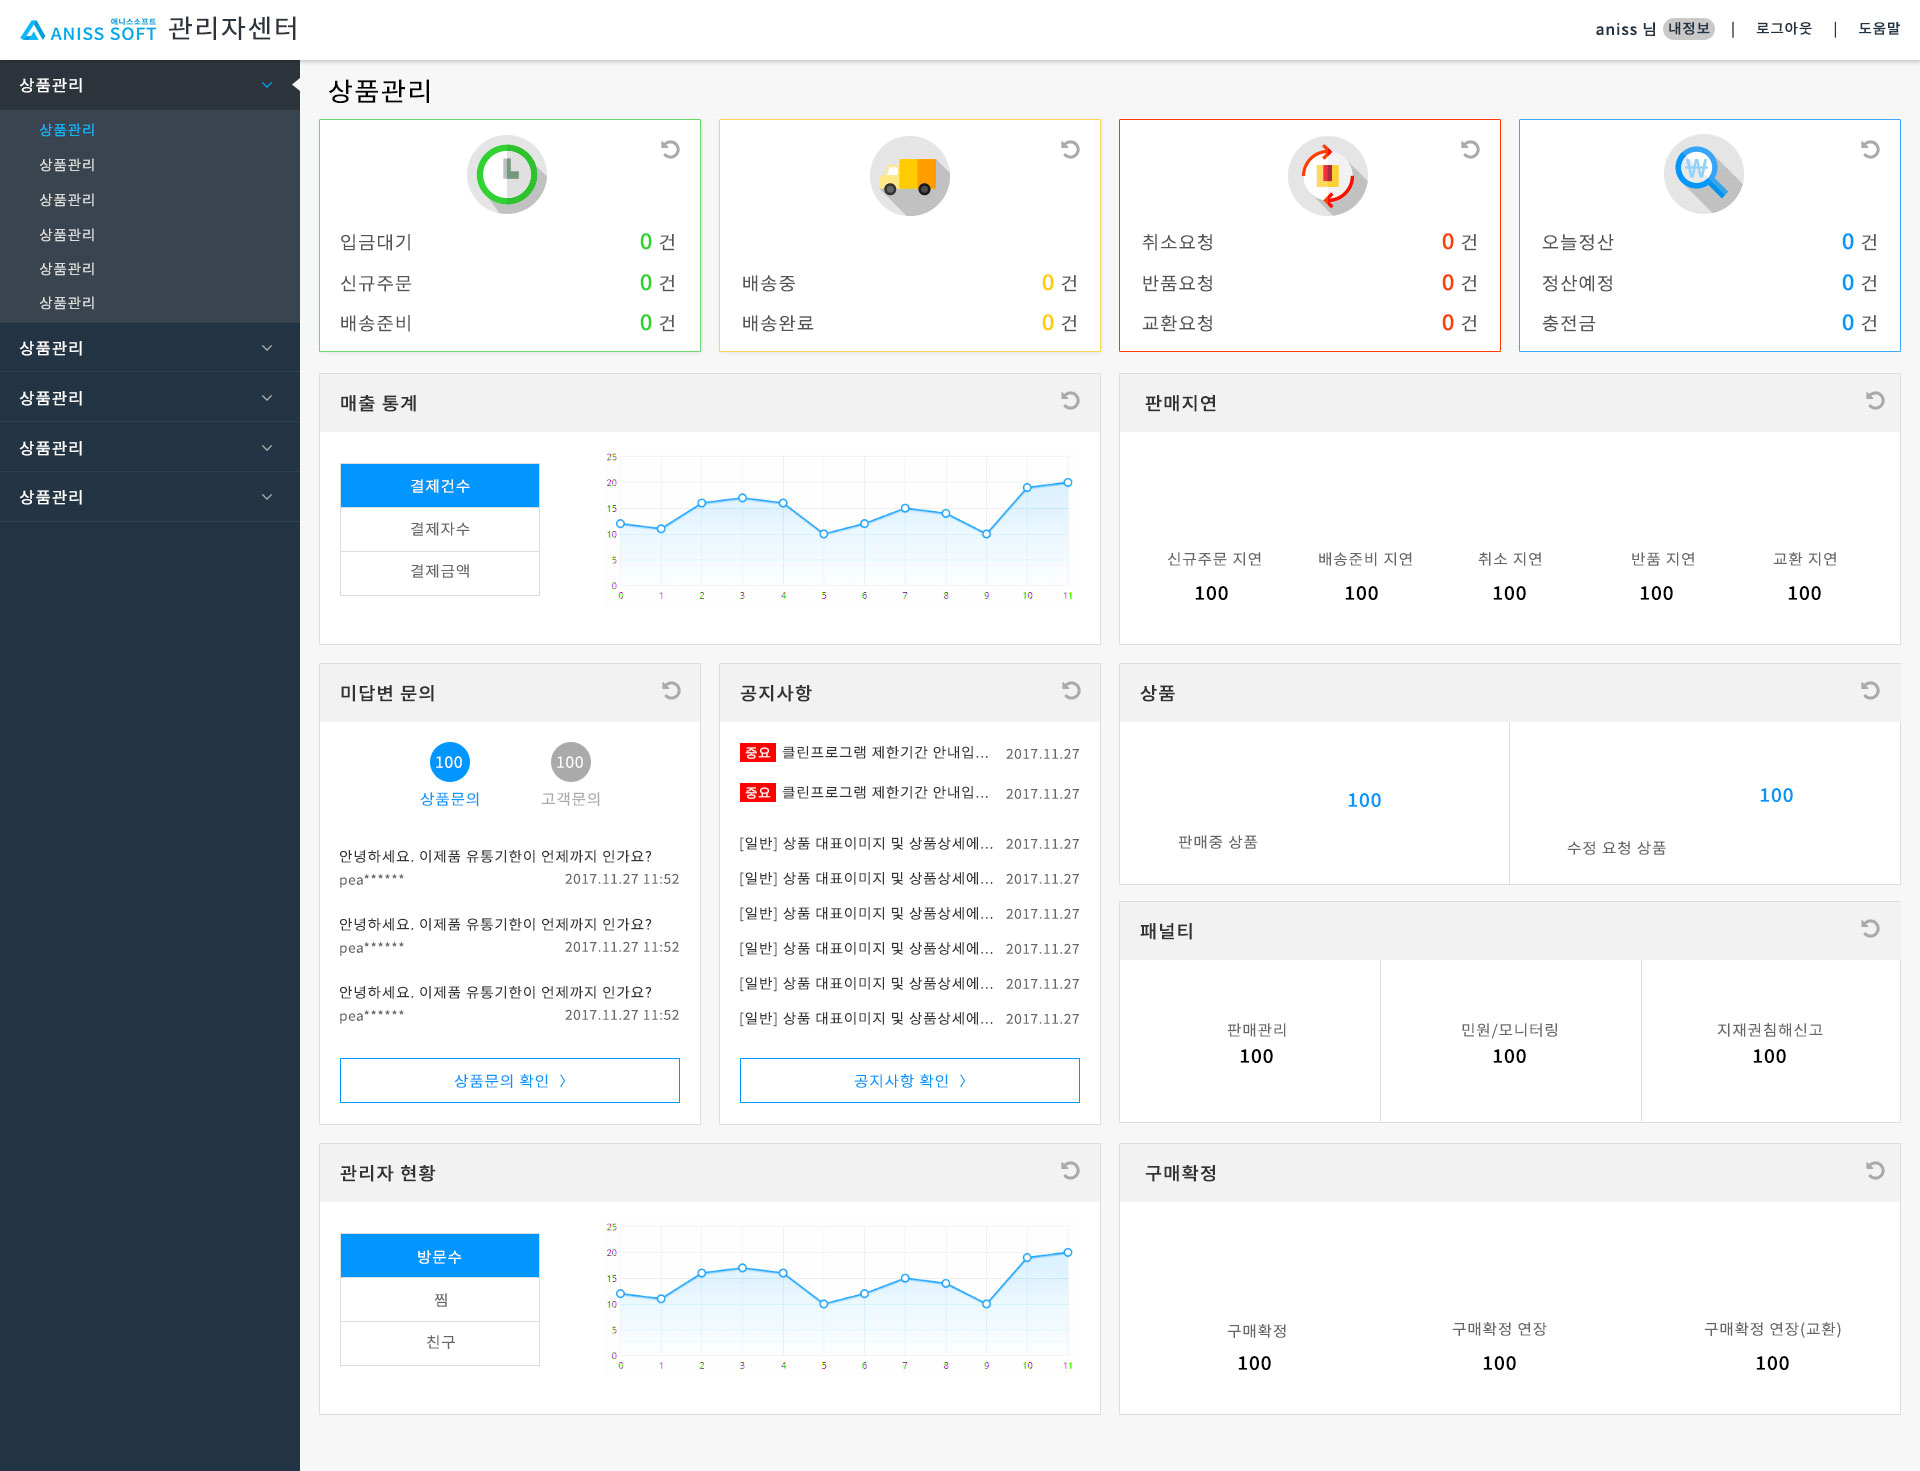 애니스소프트
ANISS SOFT 관리자센터
aniss 님 내정보 | 로그아웃 | 도움말
상품관리
상품관리
상품관리
상품관리
상품관리
상품관리
상품관리
상품관리
상품관리
상품관리
상품관리
상품관리
입금대기 0 건
신규주문 0 건
배송준비 0 건
배송중 0 건
배송완료 0 건
취소요청 0 건
반품요청 0 건
교환요청 0 건
₩
오늘정산 0 건
정산예정 0 건
충전금 0 건
매출 통계
결제건수
결제자수
결제금액
25
20
15
10
5
0
0 1 2 3 4 5 6 7 8 9 10 11
판매지연
신규주문 지연 배송준비 지연 취소 지연 반품 지연 교환 지연
100 100 100 100 100
미답변 문의
100 100
상품문의 고객문의
안녕하세요. 이제품 유통기한이 언제까지 인가요?
pea****** 2017.11.27 11:52
안녕하세요. 이제품 유통기한이 언제까지 인가요?
pea****** 2017.11.27 11:52
안녕하세요. 이제품 유통기한이 언제까지 인가요?
pea****** 2017.11.27 11:52
상품문의 확인 〉
공지사항
중요 클린프로그램 제한기간 안내입... 2017.11.27
중요 클린프로그램 제한기간 안내입... 2017.11.27
[일반] 상품 대표이미지 및 상품상세에... 2017.11.27
[일반] 상품 대표이미지 및 상품상세에... 2017.11.27
[일반] 상품 대표이미지 및 상품상세에... 2017.11.27
[일반] 상품 대표이미지 및 상품상세에... 2017.11.27
[일반] 상품 대표이미지 및 상품상세에... 2017.11.27
[일반] 상품 대표이미지 및 상품상세에... 2017.11.27
공지사항 확인 〉
상품
100
판매중 상품
100
수정 요청 상품
패널티
판매관리 민원/모니터링 지재권침해신고
100 100 100
관리자 현황
방문수
찜
친구
25
20
15
10
5
0
0 1 2 3 4 5 6 7 8 9 10 11
구매확정
구매확정 구매확정 연장 구매확정 연장(교환)
100 100 100